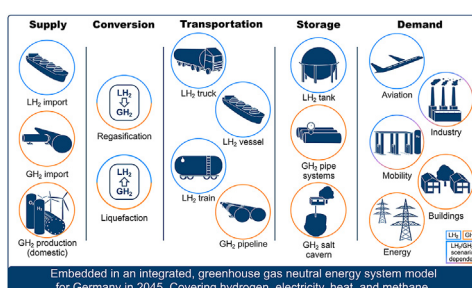 Supply Conversion Transportation Storage Demand
LH₂ import
LH₂
GH₂
Regasification
LH₂ truck
LH₂ vessel
LH₂ tank
Aviation
Industry
GH₂ import
LH₂
GH₂
Liquefaction
LH₂ train
GH₂ pipe
systems
Mobility
Buildings
GH₂ production
(domestic)
GH₂ pipeline
GH₂ salt
cavern
Energy
LH₂
LH₂/GH₂
Embedded in an integrated, greenhouse gas neutral energy system model
for Germany in 2045. Covering hydrogen, electricity, heat, and methane